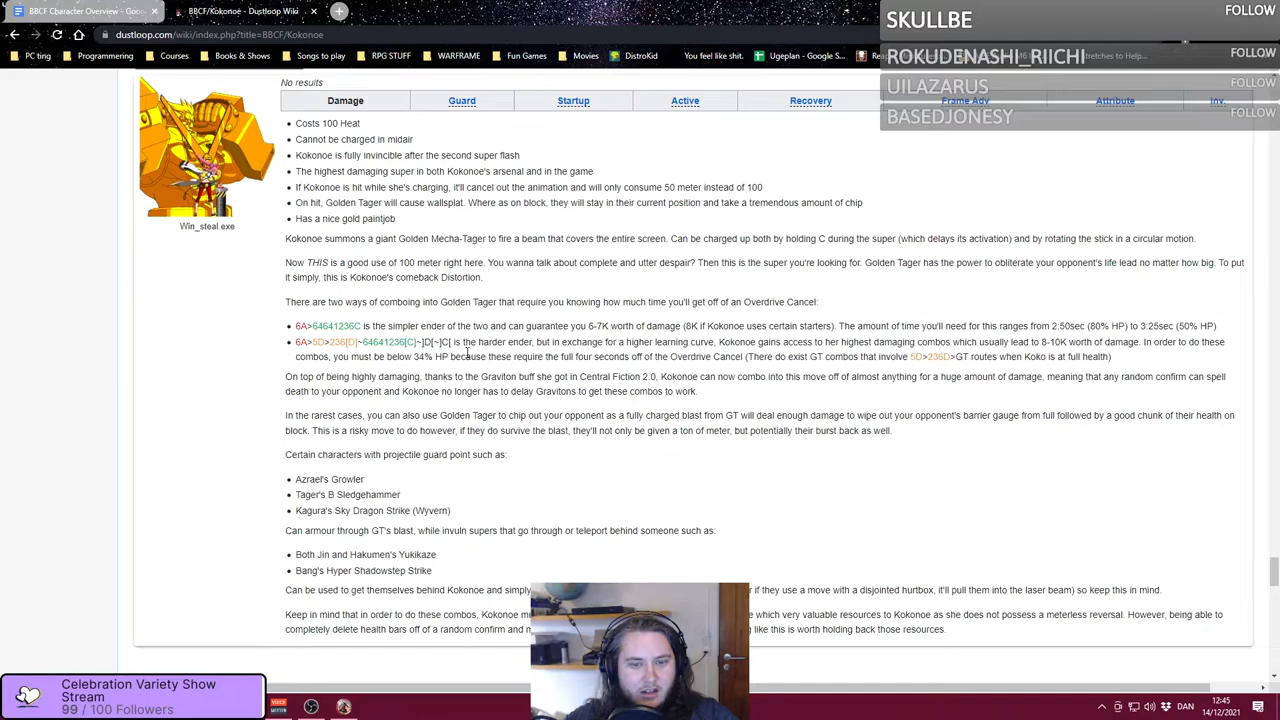 BBCF Character Overview - Goo
BBCF/Kokonoe - Dustloop Wiki
dustloop.com/wiki/index.php?title=BBCF/Kokonoe
PC ting
Programmering
Courses
Books & Shows
Songs to play
RPG STUFF
WARFRAME
Fun Games
Movies
DistroKid
You feel like shit.
Ugeplan - Google S...
Stretches to Help...
SKULLBE
FOLLOW
ROKUDENASHI_RIICHI
FOLLOW
UILAZARUS
FOLLOW
BASEDJONESY
FOLLOW
No results
Damage
Guard
Startup
Active
Recovery
Frame Adv
Attribute
Inv.
Win_steal.exe
• Costs 100 Heat
• Cannot be charged in midair
• Kokonoe is fully invincible after the second super flash
• The highest damaging super in both Kokonoe's arsenal and in the game
• If Kokonoe is hit while she's charging, it'll cancel out the animation and will only consume 50 meter instead of 100
• On hit, Golden Tager will cause wallsplat. Where as on block, they will stay in their current position and take a tremendous amount of chip
• Has a nice gold paintjob
Kokonoe summons a giant Golden Mecha-Tager to fire a beam that covers the entire screen. Can be charged up both by holding C during the super (which delays its activation) and by rotating the stick in a circular motion.
Now THIS is a good use of 100 meter right here. You wanna talk about complete and utter despair? Then this is the super you're looking for. Golden Tager has the power to obliterate your opponent's life lead no matter how big. To put
it simply, this is Kokonoe's comeback Distortion.
There are two ways of comboing into Golden Tager that require you knowing how much time you'll get off of an Overdrive Cancel:
• 6A>64641236C is the simpler ender of the two and can guarantee you 6-7K worth of damage (8K if Kokonoe uses certain starters). The amount of time you'll need for this ranges from 2:50sec (80% HP) to 3:25sec (50% HP)
• 6A>5D>236[D]~64641236[C]~]D[~]C[ is the harder ender, but in exchange for a higher learning curve, Kokonoe gains access to her highest damaging combos which usually lead to 8-10K worth of damage. In order to do these
combos, you must be below 34% HP because these require the full four seconds off of the Overdrive Cancel (There do exist GT combos that involve 5D>236D>GT routes when Koko is at full health)
On top of being highly damaging, thanks to the Graviton buff she got in Central Fiction 2.0, Kokonoe can now combo into this move off of almost anything for a huge amount of damage, meaning that any random confirm can spell
death to your opponent and Kokonoe no longer has to delay Gravitons to get these combos to work.
In the rarest cases, you can also use Golden Tager to chip out your opponent as a fully charged blast from GT will deal enough damage to wipe out your opponent's barrier gauge from full followed by a good chunk of their health on
block. This is a risky move to do however, if they do survive the blast, they'll not only be given a ton of meter, but potentially their burst back as well.
Certain characters with projectile guard point such as:
• Azrael's Growler
• Tager's B Sledgehammer
• Kagura's Sky Dragon Strike (Wyvern)
Can armour through GT's blast, while invuln supers that go through or teleport behind someone such as:
• Both Jin and Hakumen's Yukikaze
• Bang's Hyper Shadowstep Strike
Can be used to get themselves behind Kokonoe and simply if they use a move with a disjointed hurtbox, it'll pull them into the laser beam) so keep this in mind.
Keep in mind that in order to do these combos, Kokonoe m which very valuable resources to Kokonoe as she does not possess a meterless reversal. However, being able to
completely delete health bars off of a random confirm and m like this is worth holding back those resources.
Celebration Variety Show
Stream
99 / 100 Followers
DAN
12:45
14/12/2021